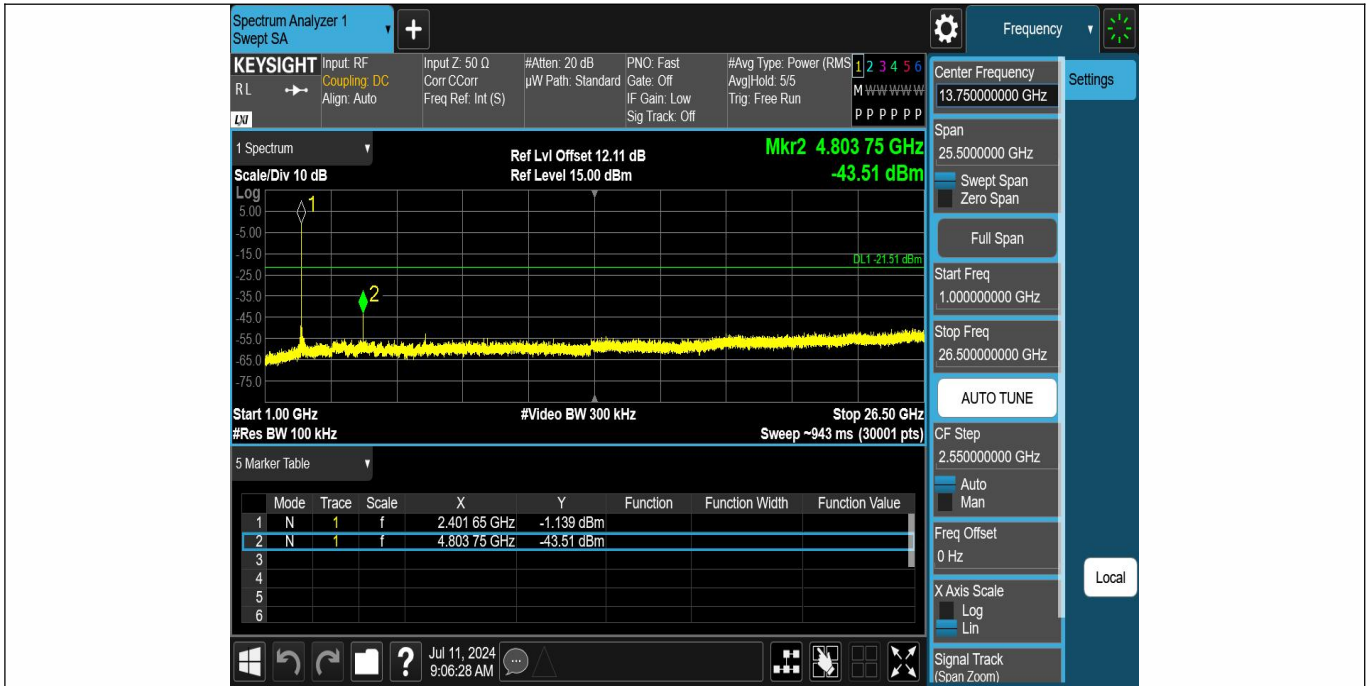 Spectrum Analyzer 1
Swept SA
+
Frequency
KEYSIGHT
RL
LXI
Input: RF
Coupling: DC
Align: Auto
Input Z: 50 Ω
Corr CCorr
Freq Ref: Int (S)
#Atten: 20 dB
µW Path: Standard
PNO: Fast
Gate: Off
IF Gain: Low
Sig Track: Off
#Avg Type: Power (RMS
Avg|Hold: 5/5
Trig: Free Run
1 2 3 4 5 6
M W W W W W
P P P P P P
1 Spectrum
Scale/Div 10 dB
Ref Lvl Offset 12.11 dB
Ref Level 15.00 dBm
Mkr2 4.803 75 GHz
-43.51 dBm
Log
5.00
-5.00
-15.0
-25.0
-35.0
-45.0
-55.0
-65.0
-75.0
1
2
DL1 -21.51 dBm
Start 1.00 GHz
#Video BW 300 kHz
Stop 26.50 GHz
#Res BW 100 kHz
Sweep ~943 ms (30001 pts)
5 Marker Table
Mode Trace Scale X Y Function Function Width Function Value
1 N 1 f 2.401 65 GHz -1.139 dBm
2 N 1 f 4.803 75 GHz -43.51 dBm
3
4
5
6
Jul 11, 2024
9:06:28 AM
?
Center Frequency
13.750000000 GHz
Settings
Span
25.5000000 GHz
Swept Span
Zero Span
Full Span
Start Freq
1.000000000 GHz
Stop Freq
26.500000000 GHz
AUTO TUNE
CF Step
2.550000000 GHz
Auto
Man
Freq Offset
0 Hz
Local
X Axis Scale
Log
Lin
Signal Track
(Span Zoom)